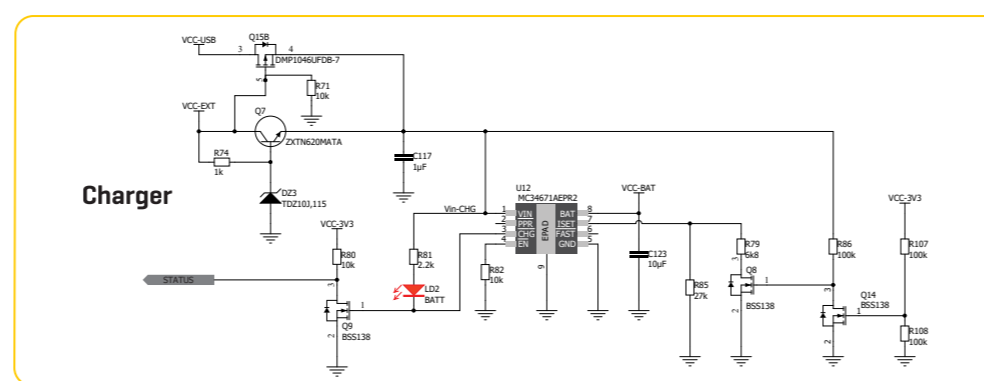 Charger
VCC-USB
Q15B
3
4
5
DMP1046UFDB-7
R71
10k
VCC-EXT
Q7
ZXTN620MATA
R74
1k
DZ3
TDZ10J,115
C117
1µF
U12
MC34671AEPR2
Vin-CHG
1 VIN
2 PPR
3 CHG
4 EN
EPAD
9
BAT 8
ISET 7
FAST 6
GND 5
VCC-BAT
C123
10µF
VCC-3V3
R80
10k
STATUS
3
1
2
Q9
BSS138
R81
2.2k
LD2
BATT
R82
10k
R85
27k
R79
6k8
3
Q8
1
2
BSS138
R86
100k
3
Q14
BSS138
1
2
VCC-3V3
R107
100k
R108
100k